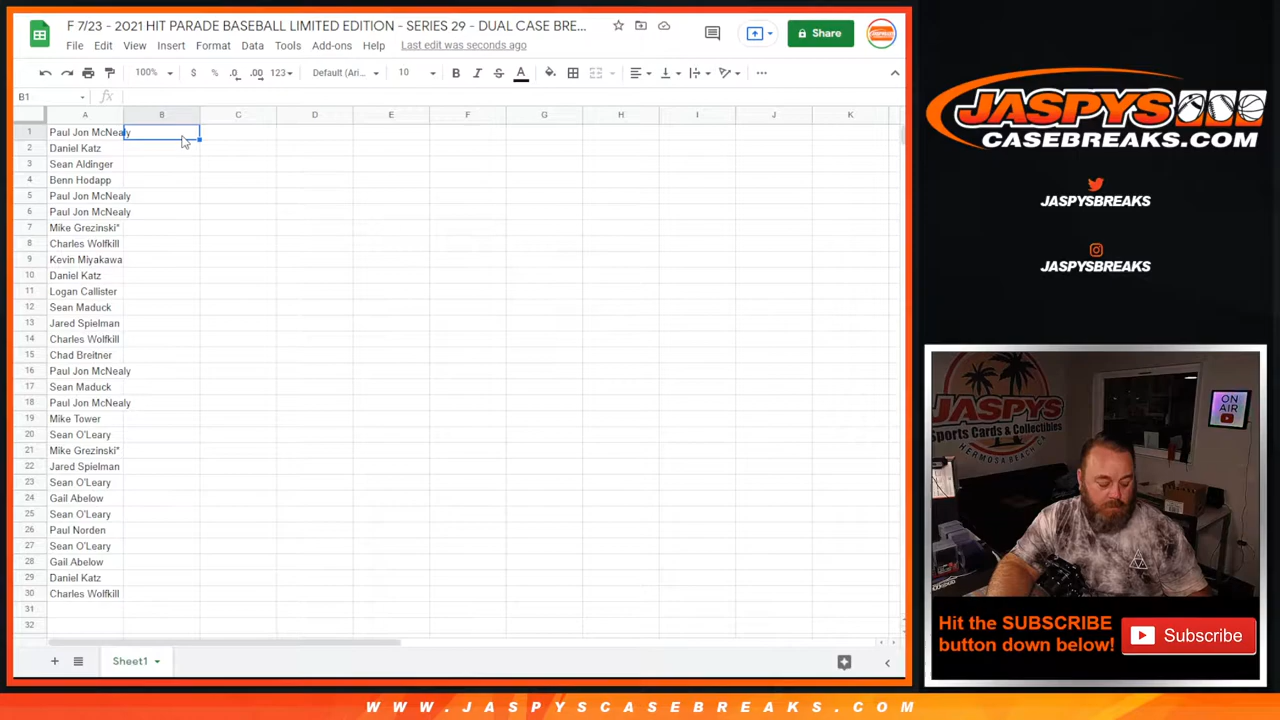 F 7/23 - 2021 HIT PARADE BASEBALL LIMITED EDITION - SERIES 29 - DUAL CASE BRE...
File Edit View Insert Format Data Tools Add-ons Help Last edit was seconds ago
Share
100% $ % .0 .00 123 Default (Ari... 10 B I S A
B1 fx
A B C D E F G H I J K
1 Paul Jon McNealy
2 Daniel Katz
3 Sean Aldinger
4 Benn Hodapp
5 Paul Jon McNealy
6 Paul Jon McNealy
7 Mike Grezinski*
8 Charles Wolfkill
9 Kevin Miyakawa
10 Daniel Katz
11 Logan Callister
12 Sean Maduck
13 Jared Spielman
14 Charles Wolfkill
15 Chad Breitner
16 Paul Jon McNealy
17 Sean Maduck
18 Paul Jon McNealy
19 Mike Tower
20 Sean O'Leary
21 Mike Grezinski*
22 Jared Spielman
23 Sean O'Leary
24 Gail Abelow
25 Sean O'Leary
26 Paul Norden
27 Sean O'Leary
28 Gail Abelow
29 Daniel Katz
30 Charles Wolfkill
31
32
Sheet1
JASPYS
CASEBREAKS.COM
JASPYSBREAKS
JASPYSBREAKS
JASPYS
Sports Cards & Collectibles
HERMOSA BEACH, CA
ON
AIR
Hit the SUBSCRIBE
button down below!
Subscribe
WWW.JASPYSCASEBREAKS.COM